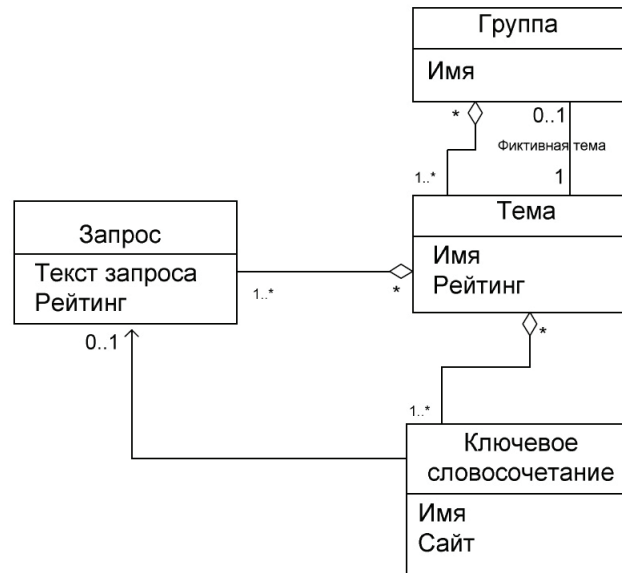 Группа
Имя
*
0..1
Фиктивная тема
1..*
1
Тема
Имя
Рейтинг
Запрос
Текст запроса
Рейтинг
1..*
*
0..1
*
1..*
Ключевое
словосочетание
Имя
Сайт